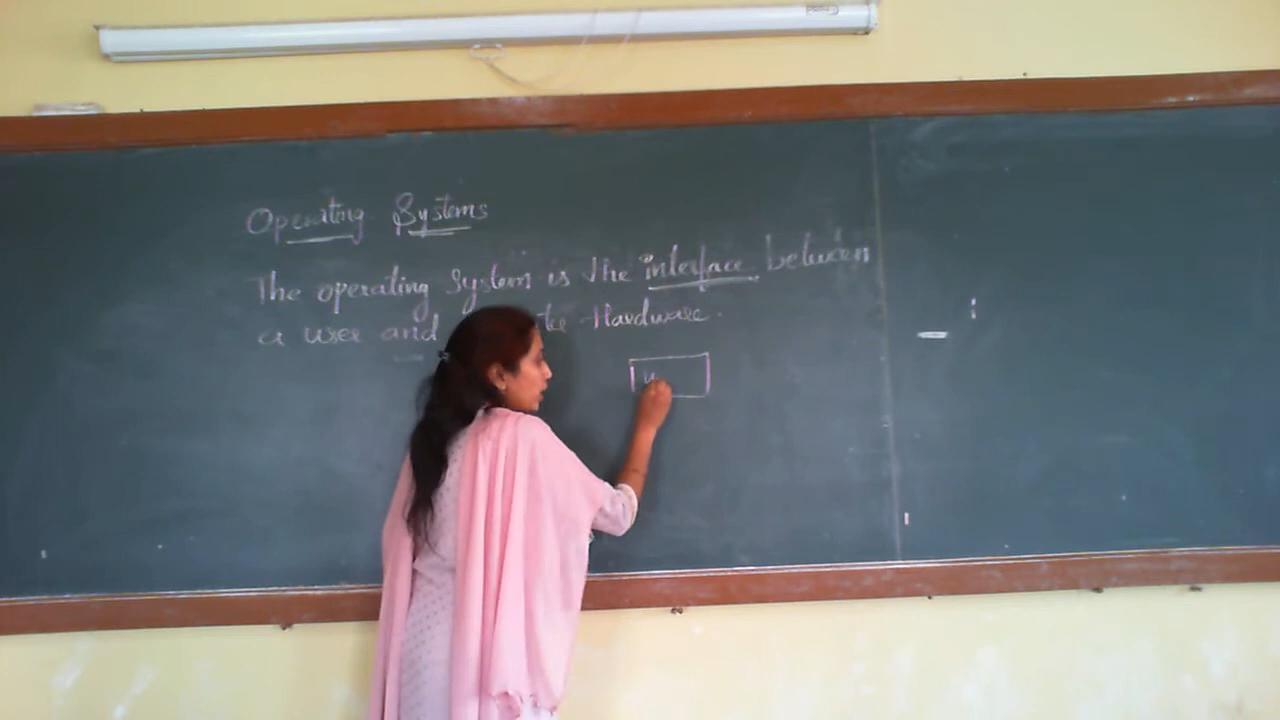 Operating Systems
The operating System is the interface between
a user and the Hardware.